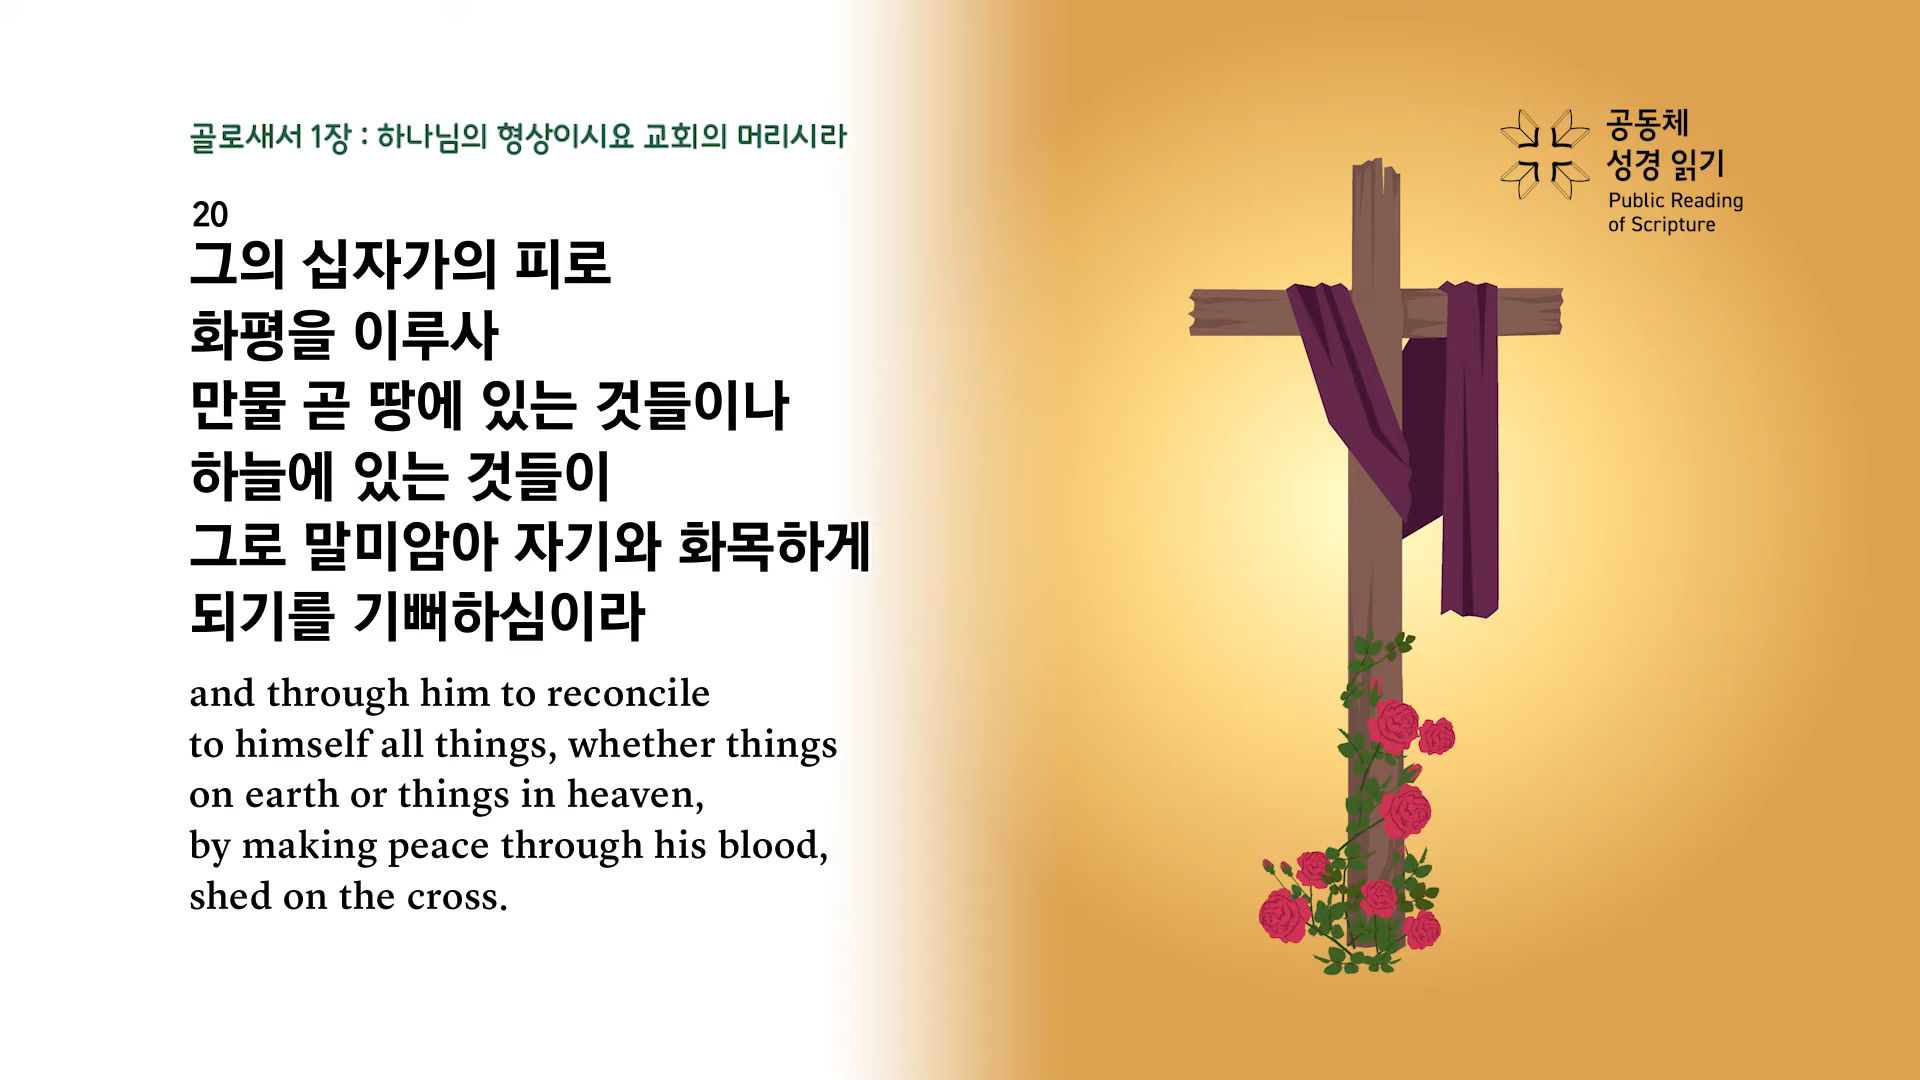 골로새서 1장 : 하나님의 형상이시요 교회의 머리시라
20
그의 십자가의 피로
화평을 이루사
만물 곧 땅에 있는 것들이나
하늘에 있는 것들이
그로 말미암아 자기와 화목하게
되기를 기뻐하심이라
and through him to reconcile
to himself all things, whether things
on earth or things in heaven,
by making peace through his blood,
shed on the cross.
공동체
성경 읽기
Public Reading
of Scripture